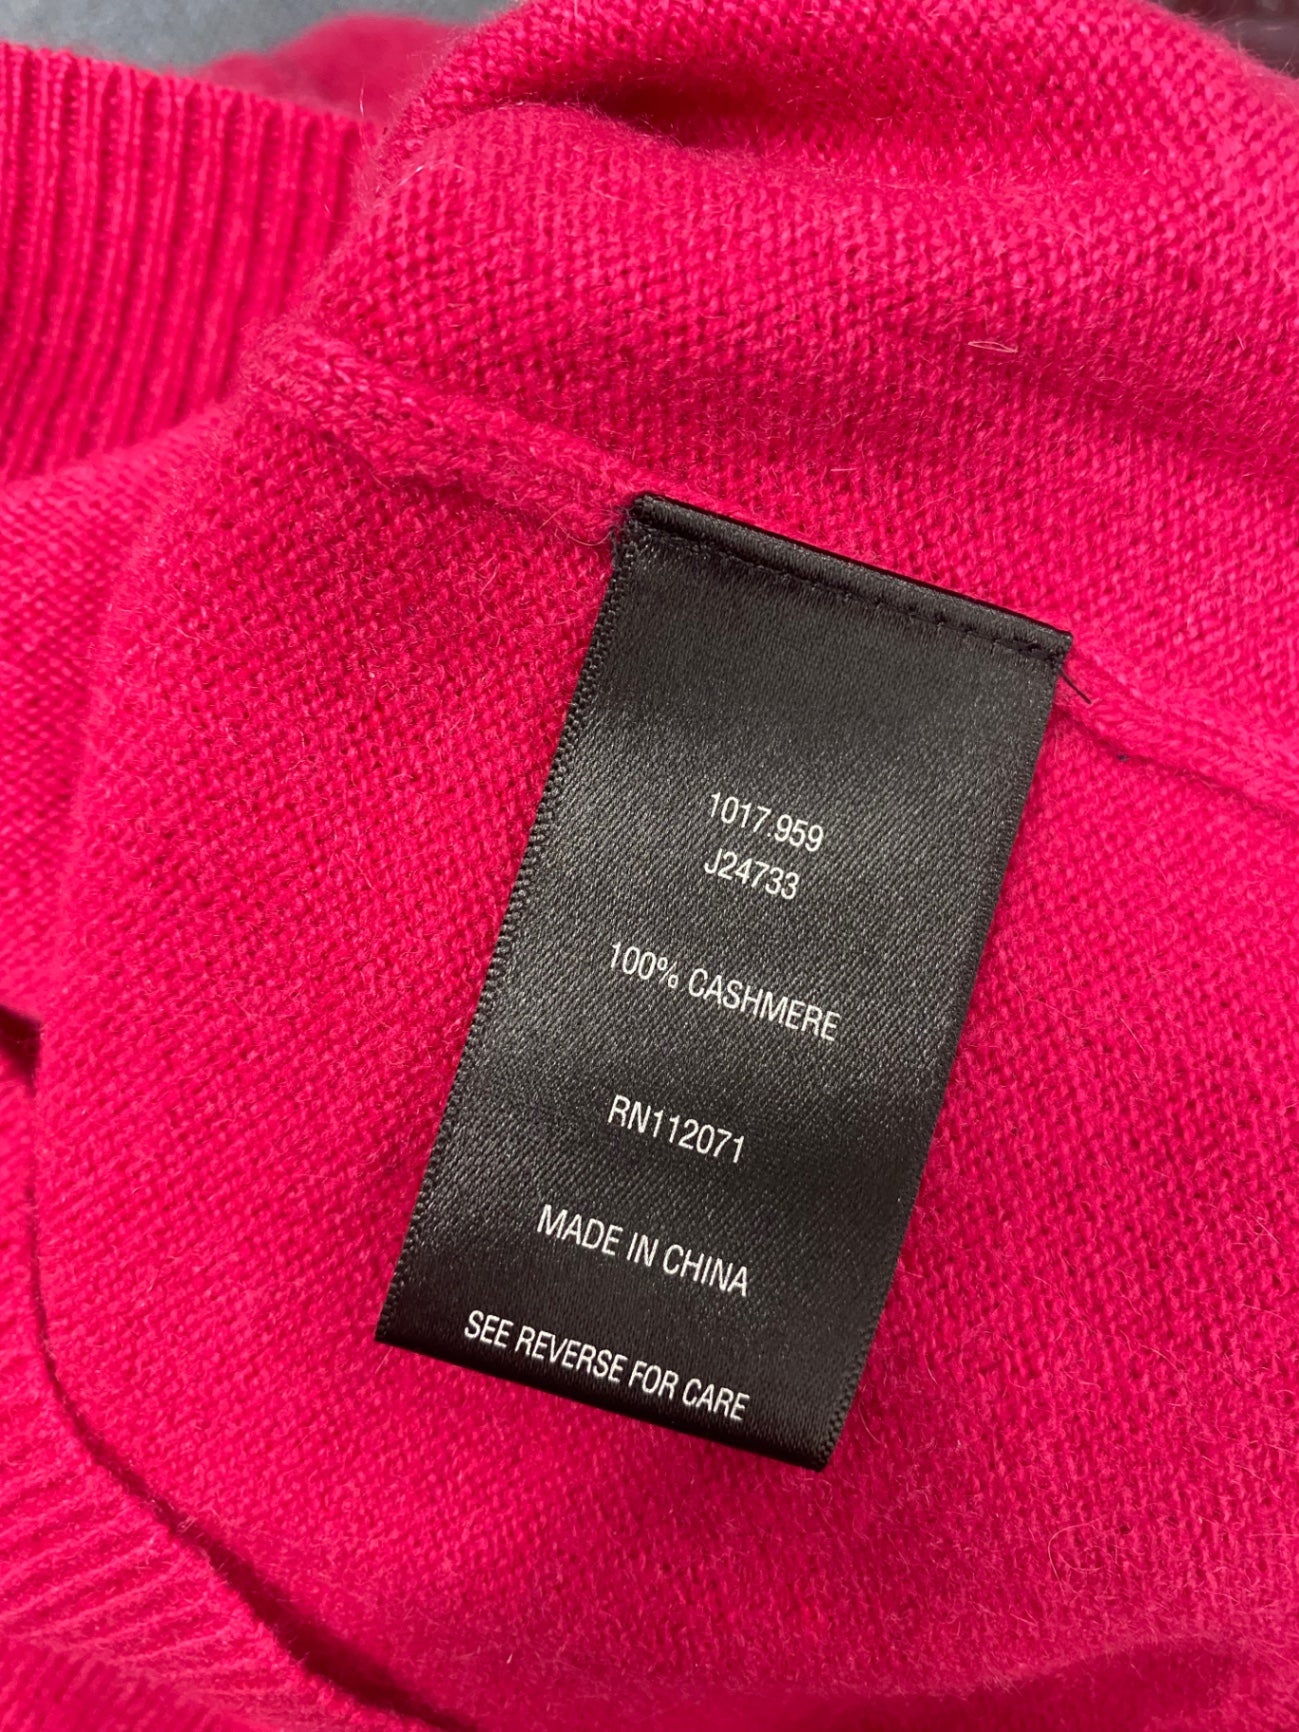 1017.959
J24733
100% CASHMERE
RN112071
MADE IN CHINA
SEE REVERSE FOR CARE